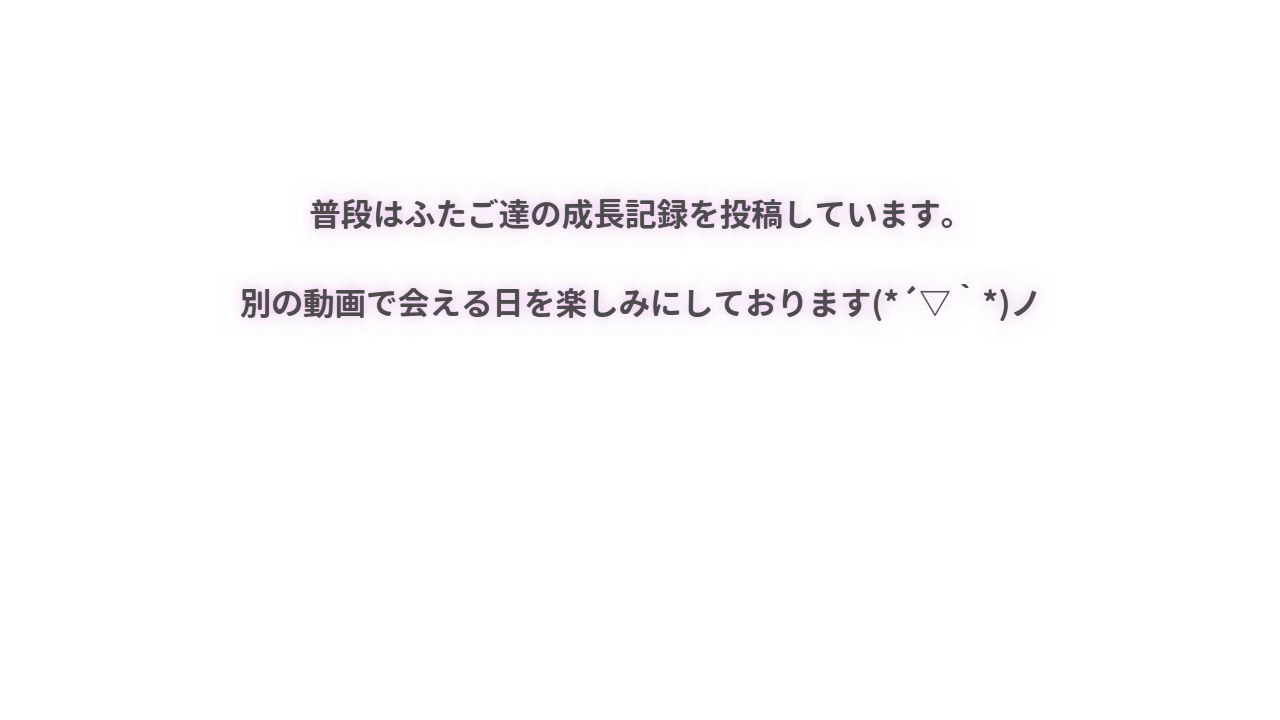 普段はふたご達の成長記録を投稿しています。
別の動画で会える日を楽しみにしております(*´▽｀*)ノ